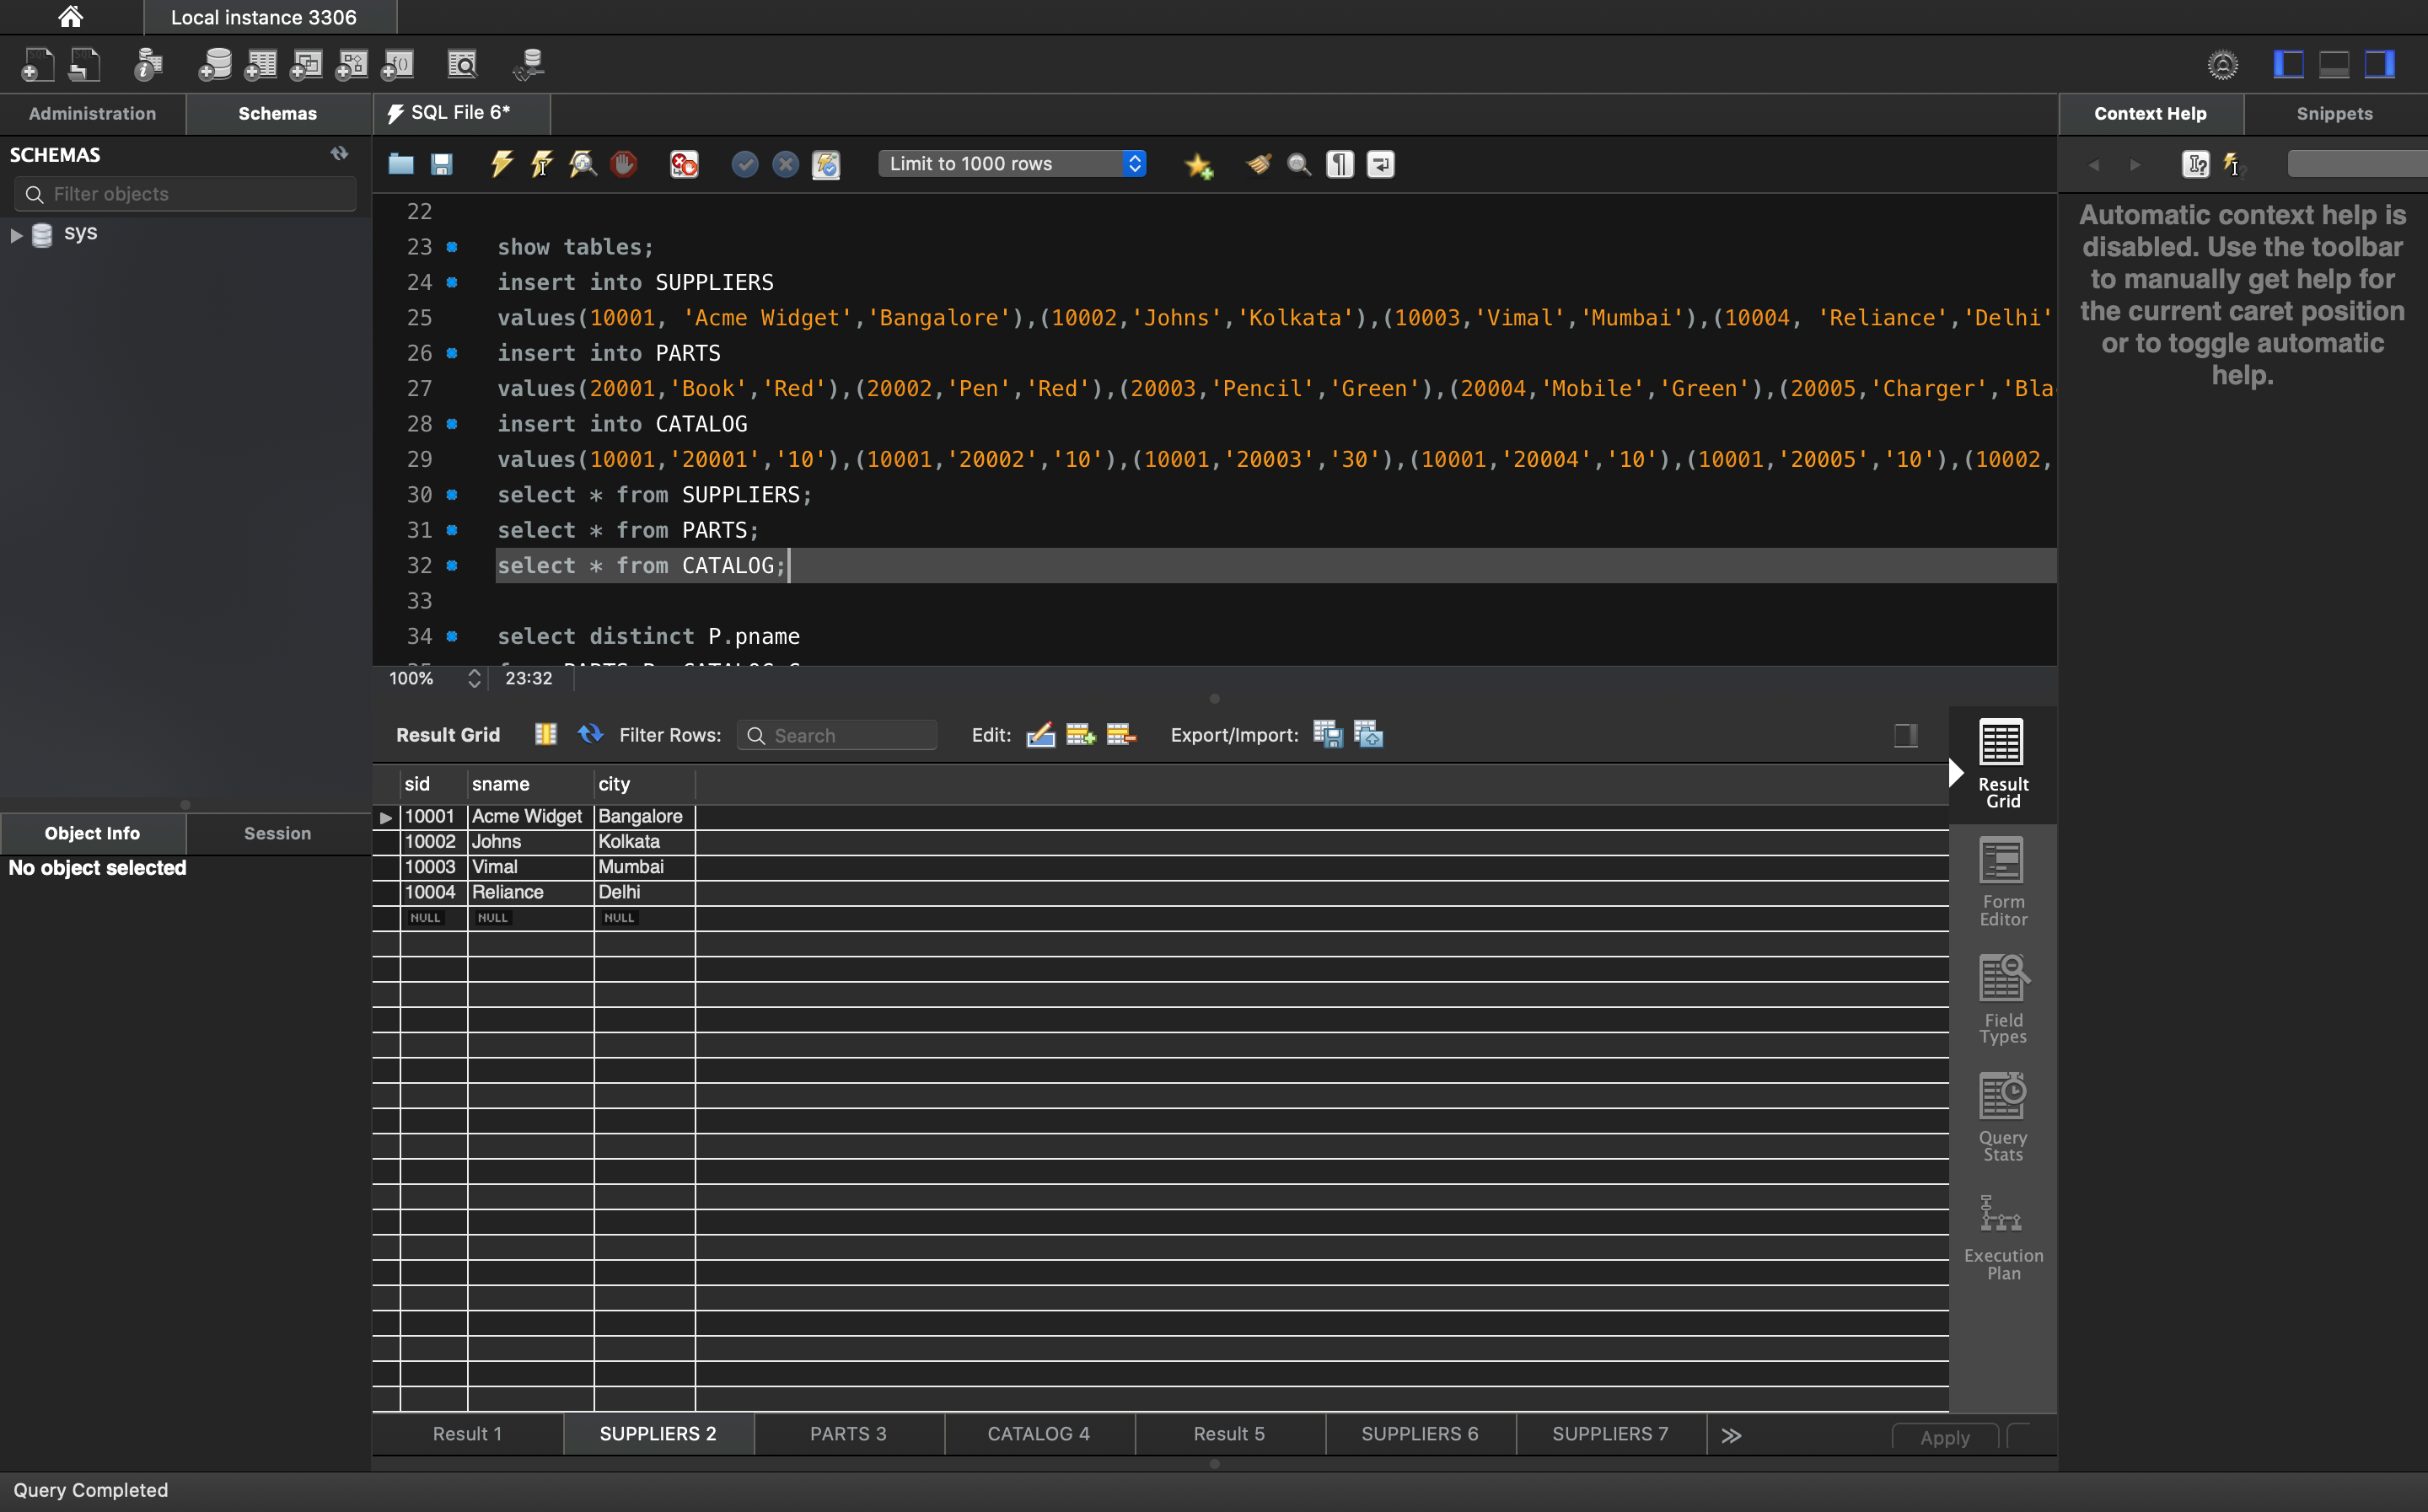 Local instance 3306
Administration
Schemas
SQL File 6*
Context Help
Snippets
SCHEMAS
Filter objects
sys
Limit to 1000 rows
Automatic context help is
disabled. Use the toolbar
to manually get help for
the current caret position
or to toggle automatic
help.
22
23 show tables;
24 insert into SUPPLIERS
25 values(10001, 'Acme Widget','Bangalore'),(10002,'Johns','Kolkata'),(10003,'Vimal','Mumbai'),(10004, 'Reliance','Delhi'
26 insert into PARTS
27 values(20001,'Book','Red'),(20002,'Pen','Red'),(20003,'Pencil','Green'),(20004,'Mobile','Green'),(20005,'Charger','Bla
28 insert into CATALOG
29 values(10001,'20001','10'),(10001,'20002','10'),(10001,'20003','30'),(10001,'20004','10'),(10001,'20005','10'),(10002,
30 select * from SUPPLIERS;
31 select * from PARTS;
32 select * from CATALOG;
33
34 select distinct P.pname
100% 23:32
Result Grid Filter Rows: Search Edit: Export/Import:
sid sname city
10001 Acme Widget Bangalore
10002 Johns Kolkata
10003 Vimal Mumbai
10004 Reliance Delhi
NULL NULL NULL
Result
Grid
Form
Editor
Field
Types
Query
Stats
Execution
Plan
Object Info
Session
No object selected
Result 1 SUPPLIERS 2 PARTS 3 CATALOG 4 Result 5 SUPPLIERS 6 SUPPLIERS 7 Apply
Query Completed